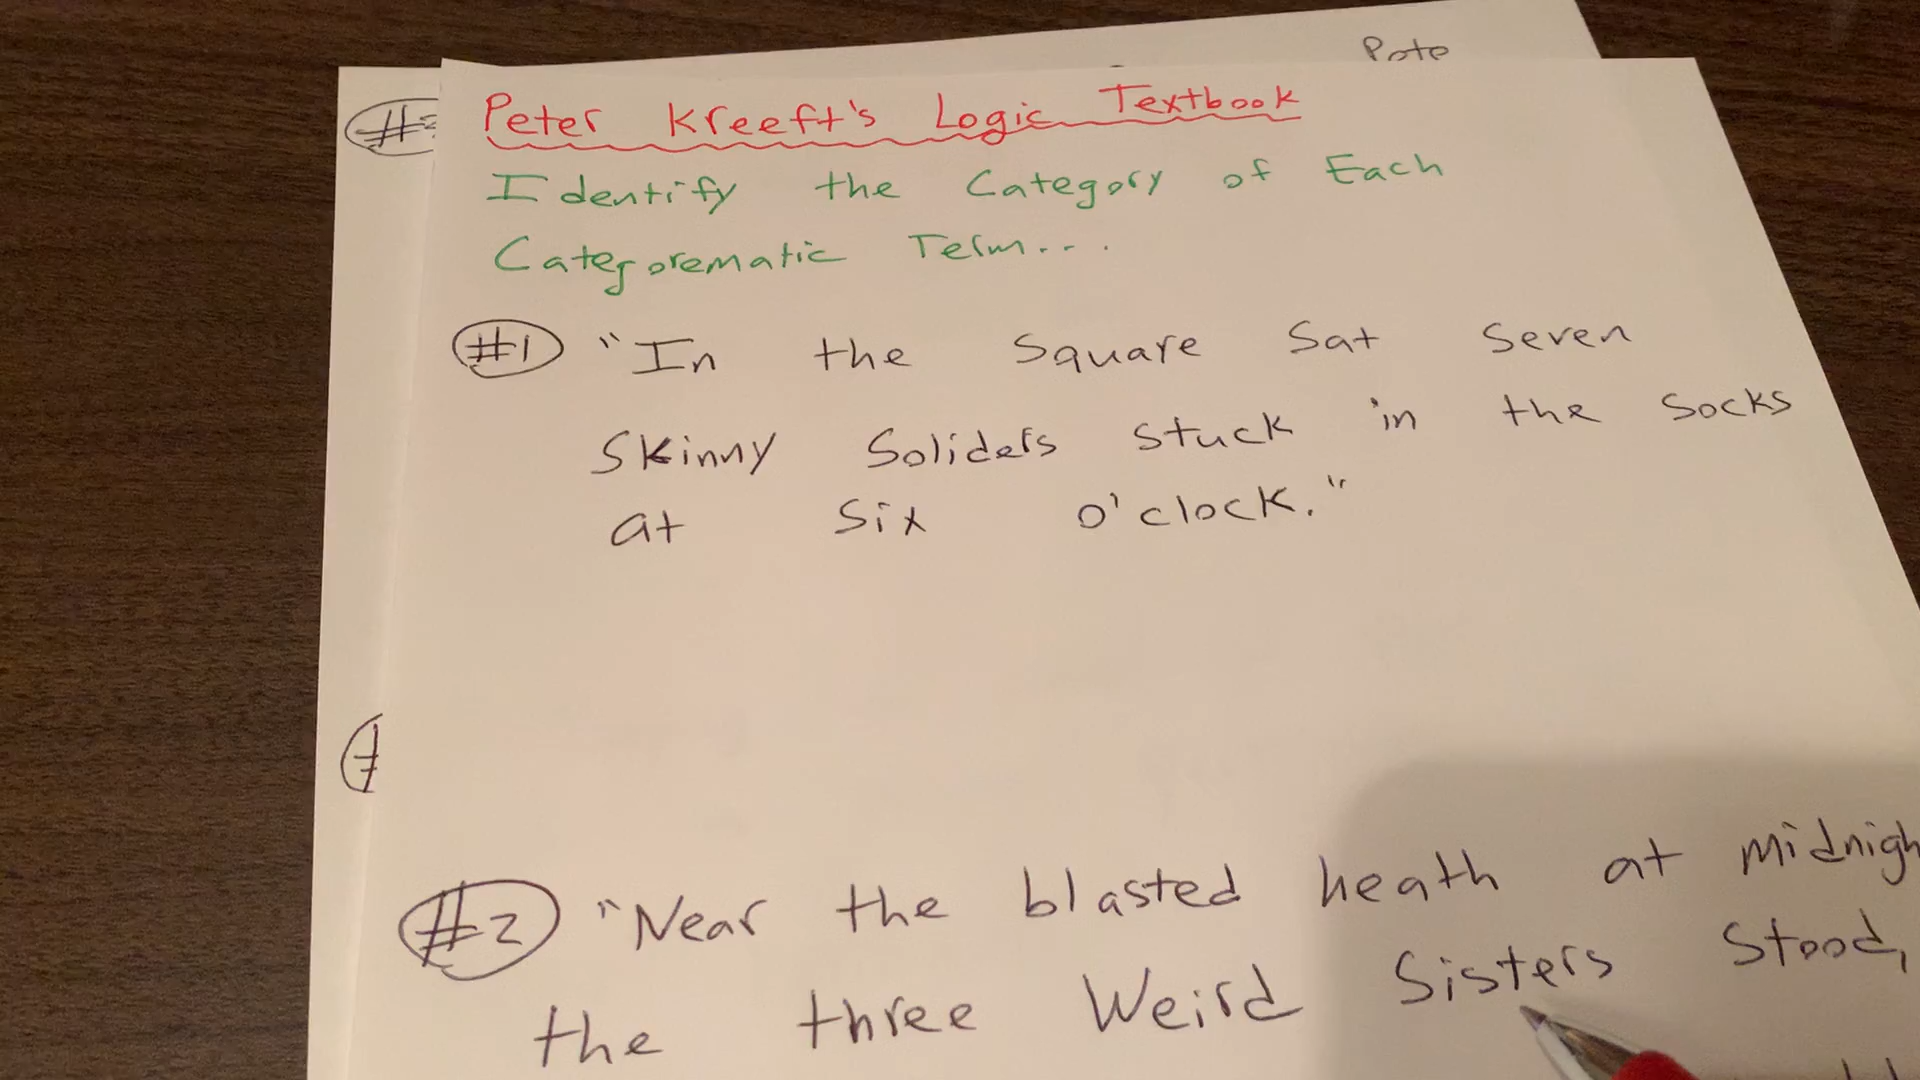 Pote
#2
Peter Kreeft's Logic Textbook
Identify the Category of Each
Categorematic Term...
#1 "In the Square Sat Seven
Skinny Soliders stuck in the Socks
at Six o'clock."
#2 "Near the blasted heath at midnigh
the three Weird Sisters Stood,